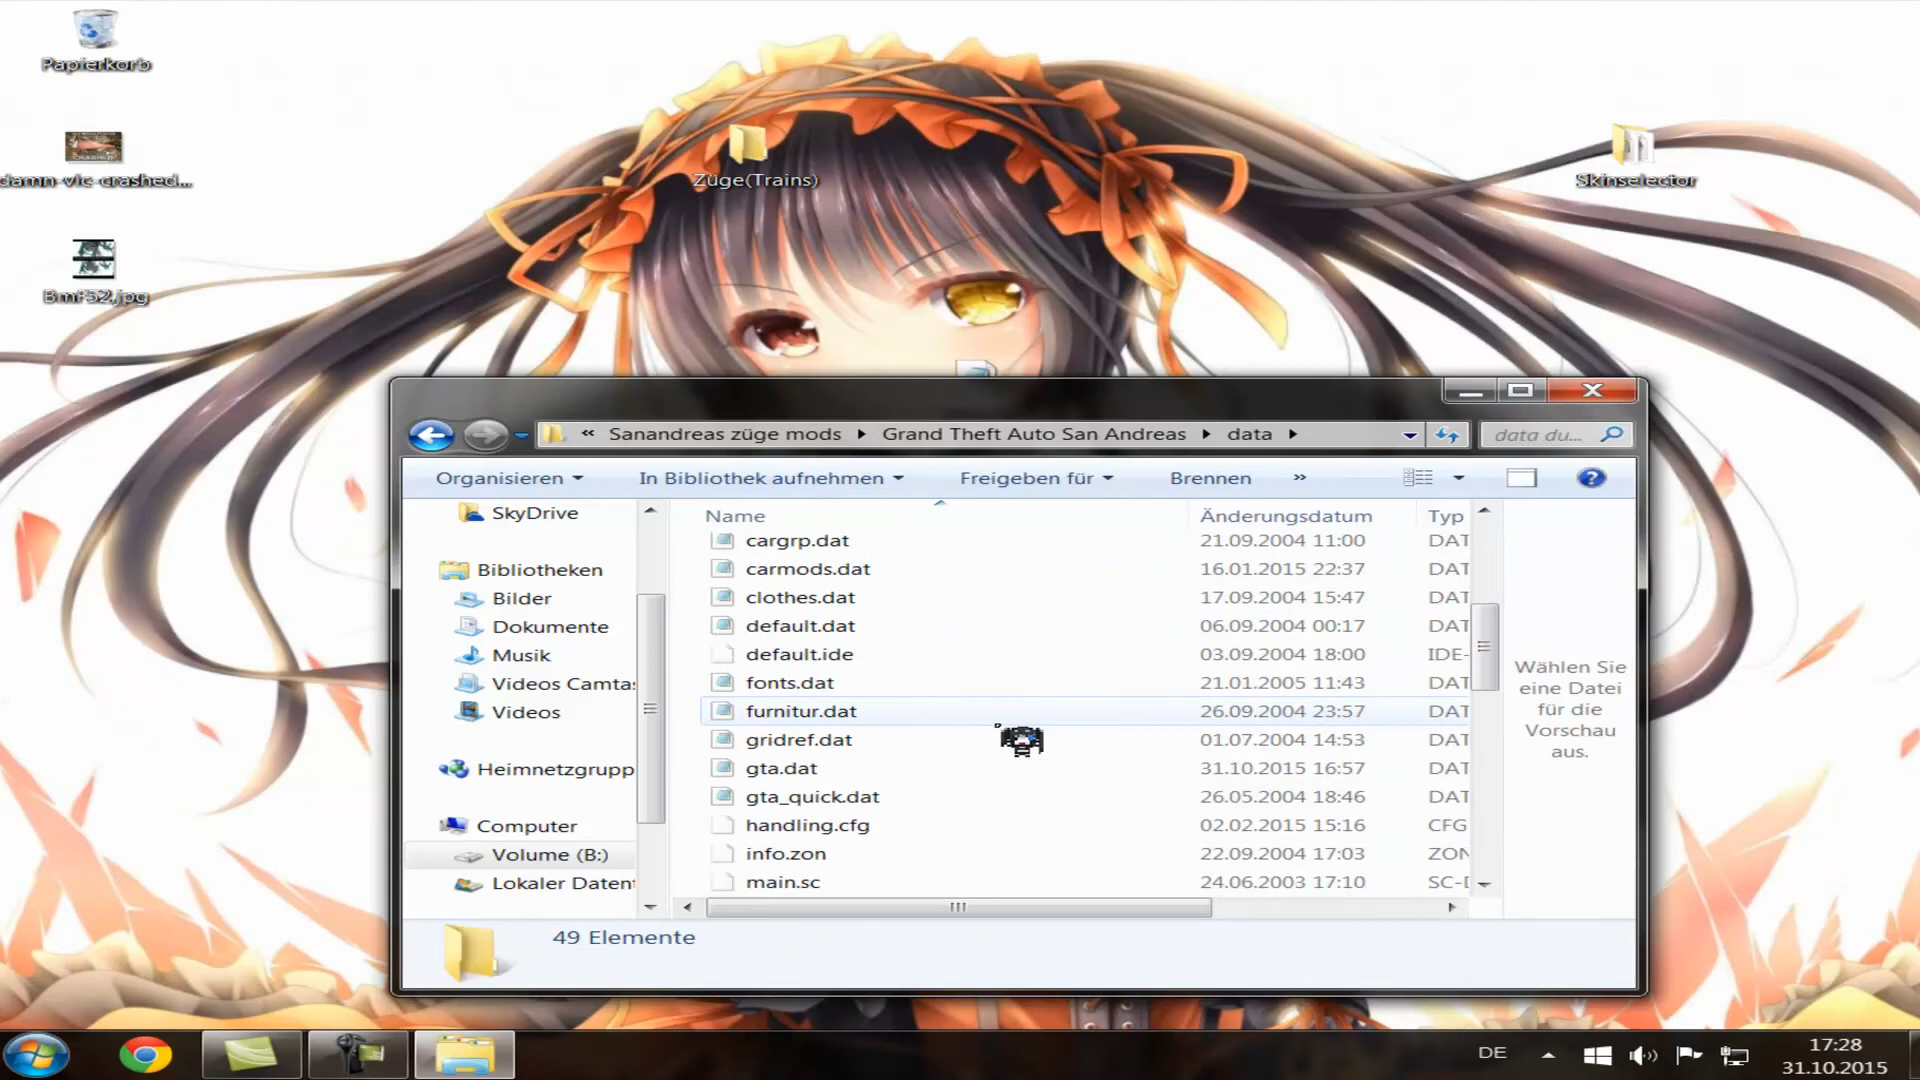 Papierkorb
damn-vlc-crashed...
Züge(Trains)
Skinselector
« Sanandreas züge mods Grand Theft Auto San Andreas data
data du...
Organisieren In Bibliothek aufnehmen Freigeben für Brennen »
SkyDrive
Bibliotheken
Bilder
Dokumente
Musik
Videos Camtas
Videos
Heimnetzgrupp
Computer
Volume (B:)
Lokaler Datent
Name Änderungsdatum Typ
cargrp.dat 21.09.2004 11:00 DAT
carmods.dat 16.01.2015 22:37 DAT
clothes.dat 17.09.2004 15:47 DAT
default.dat 06.09.2004 00:17 DAT
default.ide 03.09.2004 18:00 IDE-
fonts.dat 21.01.2005 11:43 DAT
furnitur.dat 26.09.2004 23:57 DAT
gridref.dat 01.07.2004 14:53 DAT
gta.dat 31.10.2015 16:57 DAT
gta_quick.dat 26.05.2004 18:46 DAT
handling.cfg 02.02.2015 15:16 CFG
info.zon 22.09.2004 17:03 ZON
main.sc 24.06.2003 17:10 SC-D
Wählen Sie
eine Datei
für die
Vorschau
aus.
49 Elemente
DE
17:28
31.10.2015